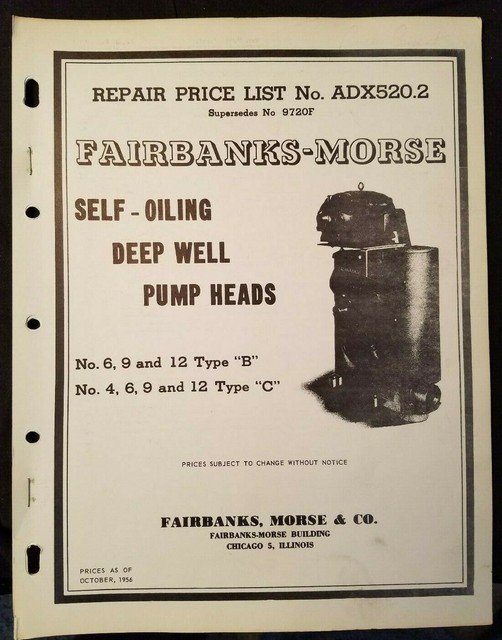 REPAIR PRICE LIST No. ADX520.2
Supersedes No 9720F
FAIRBANKS-MORSE
SELF-OILING
DEEP WELL
PUMP HEADS
No. 6, 9 and 12 Type "B"
No. 4, 6, 9 and 12 Type "C"
PRICES SUBJECT TO CHANGE WITHOUT NOTICE
FAIRBANKS, MORSE & CO.
FAIRBANKS-MORSE BUILDING
CHICAGO 5, ILLINOIS
PRICES AS OF
OCTOBER, 1956